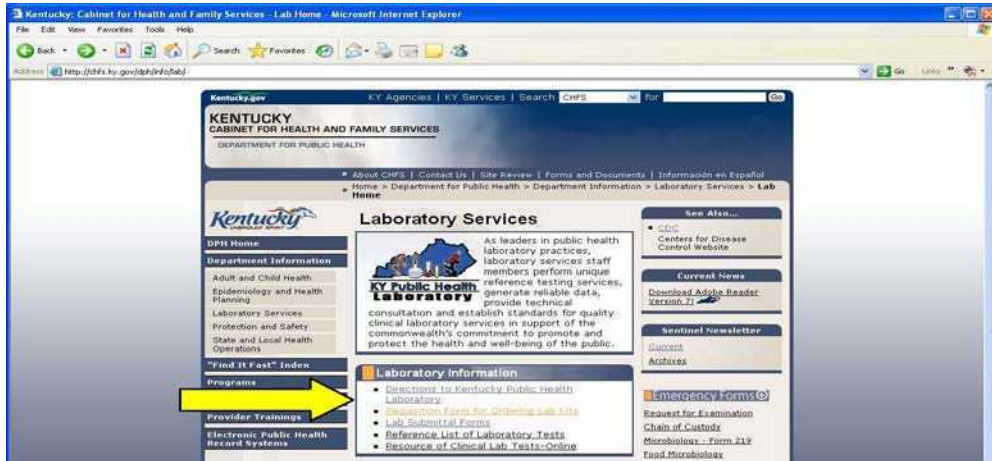 Kentucky: Cabinet for Health and Family Services - Lab Home - Microsoft Internet Explorer
File Edit View Favorites Tools Help
Back Search Favorites
Address http://chfs.ky.gov/dph/info/lab/ Go Links »
Kentucky.gov KY Agencies | KY Services | Search CHFS for Go
KENTUCKY
CABINET FOR HEALTH AND FAMILY SERVICES
DEPARTMENT FOR PUBLIC HEALTH
About CHFS | Contact Us | Site Review | Forms and Documents | Información en Español
Home > Department for Public Health > Department Information > Laboratory Services > Lab
Home
Kentucky
UNBRIDLED SPIRIT
DPH Home
Department Information
Adult and Child Health
Epidemiology and Health
Planning
Laboratory Services
Protection and Safety
State and Local Health
Operations
"Find It Fast" Index
Programs
Provider Trainings
Electronic Public Health
Record Systems
Laboratory Services
KY Public Health
Laboratory
As leaders in public health
laboratory practices,
laboratory services staff
members perform unique
reference testing services,
generate reliable data,
provide technical
consultation and establish standards for quality
clinical laboratory services in support of the
commonwealth's commitment to promote and
protect the health and well-being of the public.
Laboratory Information
Directions to Kentucky Public Health
Laboratory
Requisition Form for Ordering Lab Kits
Lab Submittal Forms
Reference List of Laboratory Tests
Resource of Clinical Lab Tests-Online
See Also...
CDC
Centers for Disease
Control Website
Current News
Download Adobe Reader
Version 7!
Sentinel Newsletter
Current
Archives
Emergency Forms
Request for Examination
Chain of Custody
Microbiology - Form 219
Food Microbiology